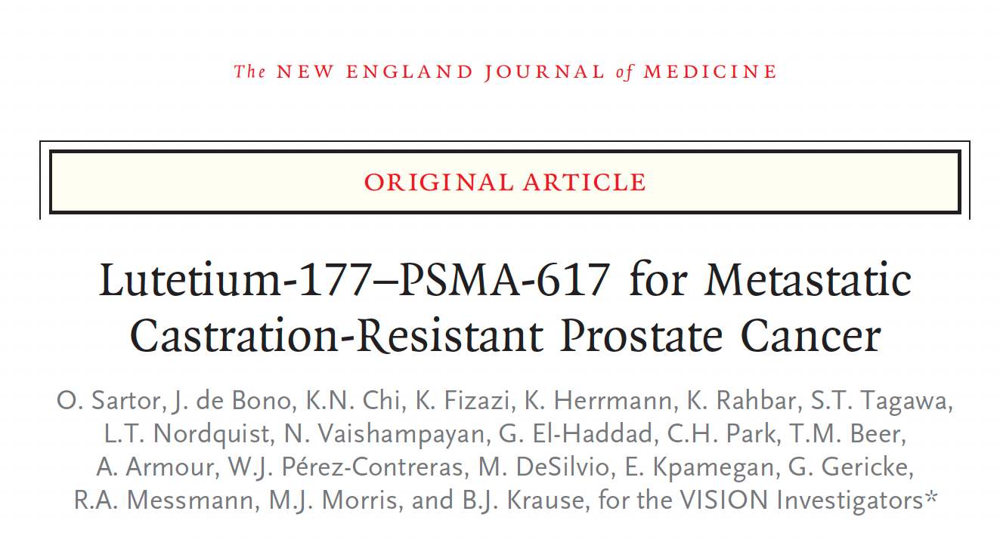 The NEW ENGLAND JOURNAL of MEDICINE
ORIGINAL ARTICLE
Lutetium-177–PSMA-617 for Metastatic
Castration-Resistant Prostate Cancer
O. Sartor, J. de Bono, K.N. Chi, K. Fizazi, K. Herrmann, K. Rahbar, S.T. Tagawa,
L.T. Nordquist, N. Vaishampayan, G. El-Haddad, C.H. Park, T.M. Beer,
A. Armour, W.J. Pérez-Contreras, M. DeSilvio, E. Kpamegan, G. Gericke,
R.A. Messmann, M.J. Morris, and B.J. Krause, for the VISION Investigators*